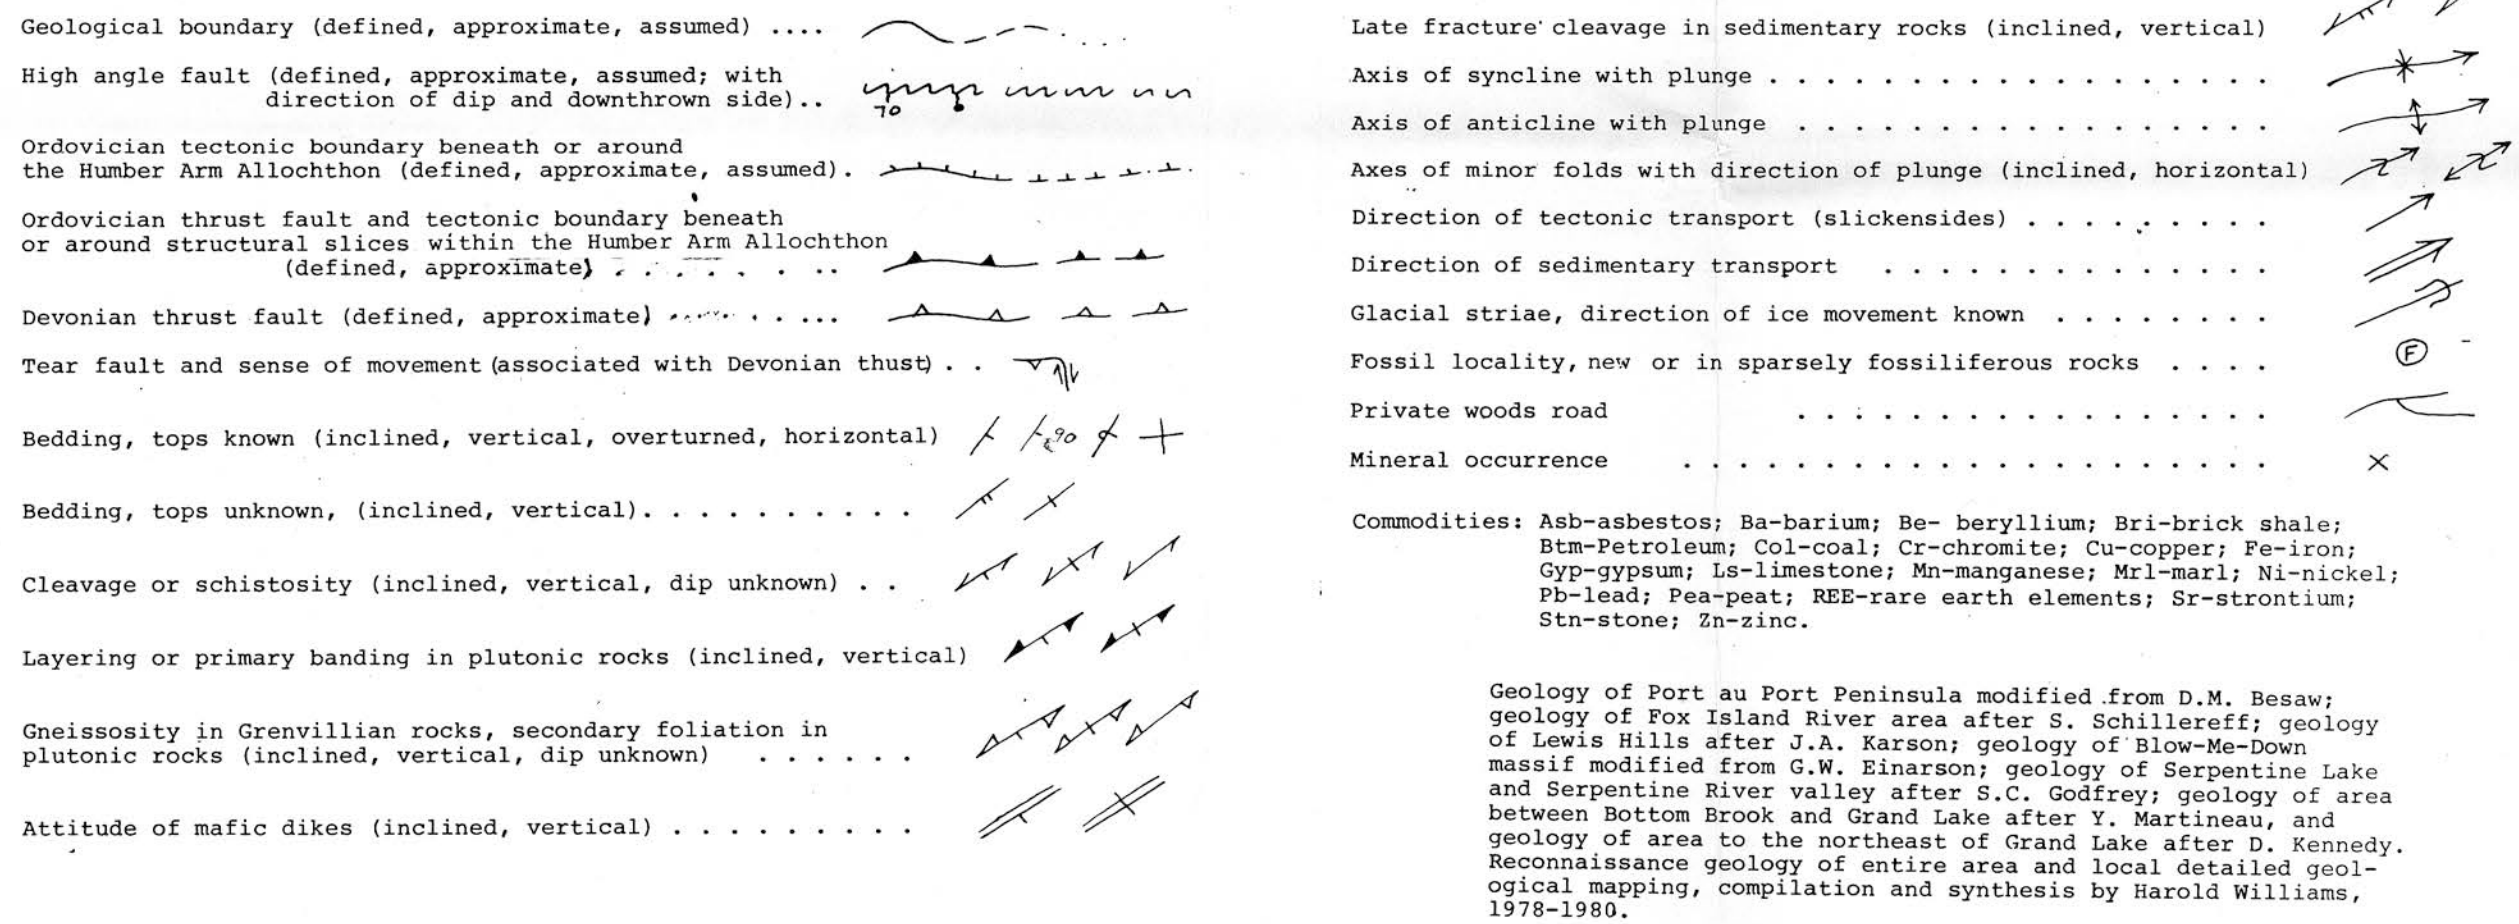 Geological boundary (defined, approximate, assumed) ....
High angle fault (defined, approximate, assumed; with
direction of dip and downthrown side)..
70
Ordovician tectonic boundary beneath or around
the Humber Arm Allochthon (defined, approximate, assumed).
Ordovician thrust fault and tectonic boundary beneath
or around structural slices within the Humber Arm Allochthon
(defined, approximate) . . . . . . ..
Devonian thrust fault (defined, approximate) ..... . . ...
Tear fault and sense of movement (associated with Devonian thust) . .
Bedding, tops known (inclined, vertical, overturned, horizontal)
90
Bedding, tops unknown, (inclined, vertical). . . . . . . . . .
Cleavage or schistosity (inclined, vertical, dip unknown) . .
Layering or primary banding in plutonic rocks (inclined, vertical)
Gneissosity in Grenvillian rocks, secondary foliation in
plutonic rocks (inclined, vertical, dip unknown) . . . . . .
Attitude of mafic dikes (inclined, vertical) . . . . . . . . .
Late fracture cleavage in sedimentary rocks (inclined, vertical)
Axis of syncline with plunge . . . . . . . . . . . . . . . . . .
Axis of anticline with plunge . . . . . . . . . . . . . . . . .
Axes of minor folds with direction of plunge (inclined, horizontal)
Direction of tectonic transport (slickensides) . . . . . . . . .
Direction of sedimentary transport . . . . . . . . . . . . . .
Glacial striae, direction of ice movement known . . . . . . . .
Fossil locality, new or in sparsely fossiliferous rocks . . . .
F
Private woods road . . . . . . . . . . . . . . . . .
Mineral occurrence . . . . . . . . . . . . . . . . . . . . .
Commodities: Asb-asbestos; Ba-barium; Be- beryllium; Bri-brick shale;
Btm-Petroleum; Col-coal; Cr-chromite; Cu-copper; Fe-iron;
Gyp-gypsum; Ls-limestone; Mn-manganese; Mrl-marl; Ni-nickel;
Pb-lead; Pea-peat; REE-rare earth elements; Sr-strontium;
Stn-stone; Zn-zinc.
Geology of Port au Port Peninsula modified from D.M. Besaw;
geology of Fox Island River area after S. Schillereff; geology
of Lewis Hills after J.A. Karson; geology of Blow-Me-Down
massif modified from G.W. Einarson; geology of Serpentine Lake
and Serpentine River valley after S.C. Godfrey; geology of area
between Bottom Brook and Grand Lake after Y. Martineau, and
geology of area to the northeast of Grand Lake after D. Kennedy.
Reconnaissance geology of entire area and local detailed geol-
ogical mapping, compilation and synthesis by Harold Williams,
1978-1980.